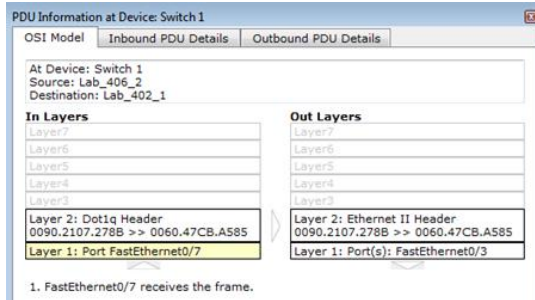 PDU Information at Device: Switch 1
OSI Model Inbound PDU Details Outbound PDU Details
At Device: Switch 1
Source: Lab_406_2
Destination: Lab_402_1
In Layers
Layer7
Layer6
Layer5
Layer4
Layer3
Layer 2: Dot1q Header
0090.2107.278B >> 0060.47CB.A585
Layer 1: Port FastEthernet0/7
Out Layers
Layer7
Layer6
Layer5
Layer4
Layer3
Layer 2: Ethernet II Header
0090.2107.278B >> 0060.47CB.A585
Layer 1: Port(s): FastEthernet0/3
1. FastEthernet0/7 receives the frame.